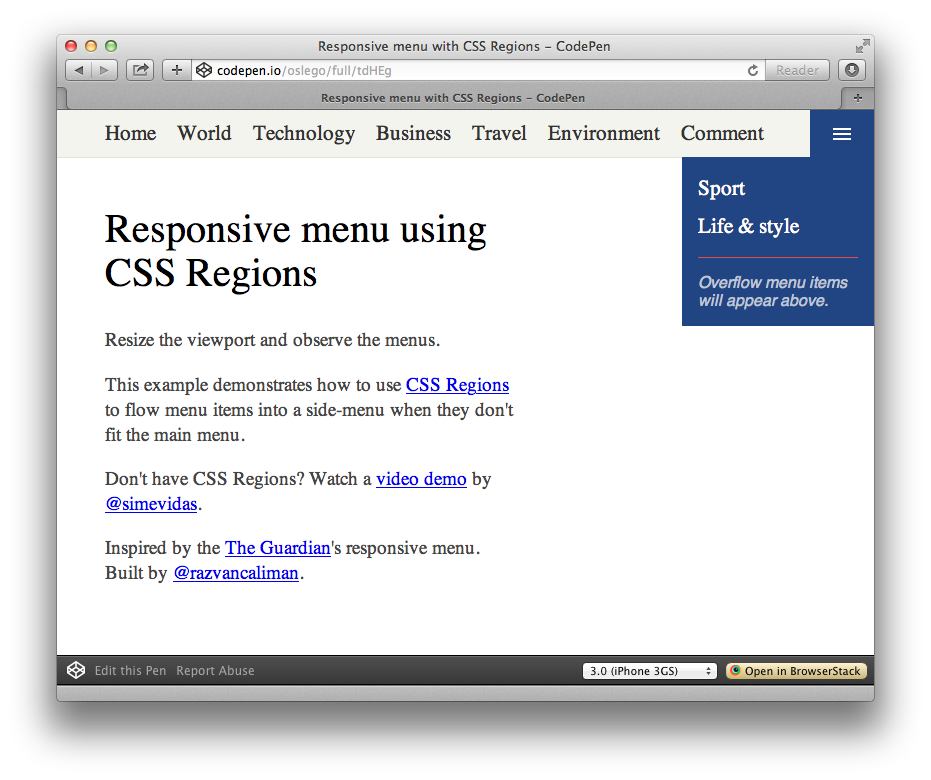 Responsive menu with CSS Regions – CodePen
codepen.io/oslego/full/tdHEg
Reader
Responsive menu with CSS Regions – CodePen
Home World Technology Business Travel Environment Comment
Sport
Life & style
Overflow menu items
will appear above.
Responsive menu using
CSS Regions
Resize the viewport and observe the menus.
This example demonstrates how to use CSS Regions
to flow menu items into a side-menu when they don't
fit the main menu.
Don't have CSS Regions? Watch a video demo by
@simevidas.
Inspired by the The Guardian's responsive menu.
Built by @razvancaliman.
Edit this Pen Report Abuse 3.0 (iPhone 3GS) Open in BrowserStack